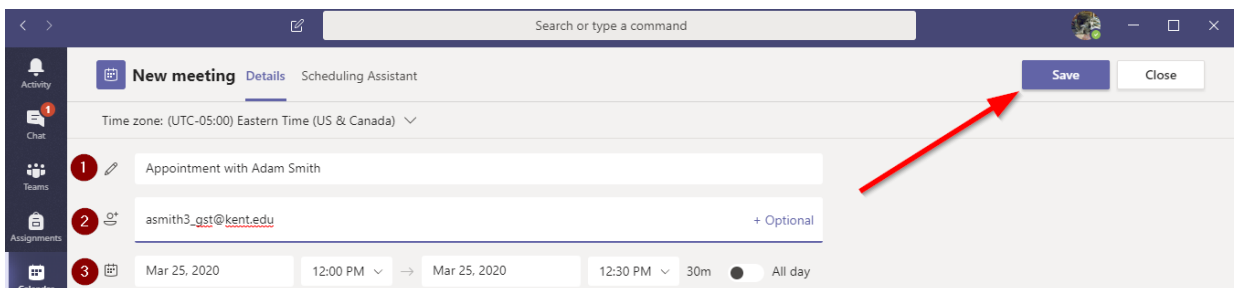 Search or type a command
Activity
New meeting Details Scheduling Assistant
Save Close
1
Chat
Time zone: (UTC-05:00) Eastern Time (US & Canada)
1 Appointment with Adam Smith
Teams
2 asmith3_gst@kent.edu + Optional
Assignments
3 Mar 25, 2020 12:00 PM → Mar 25, 2020 12:30 PM 30m All day
Calendar